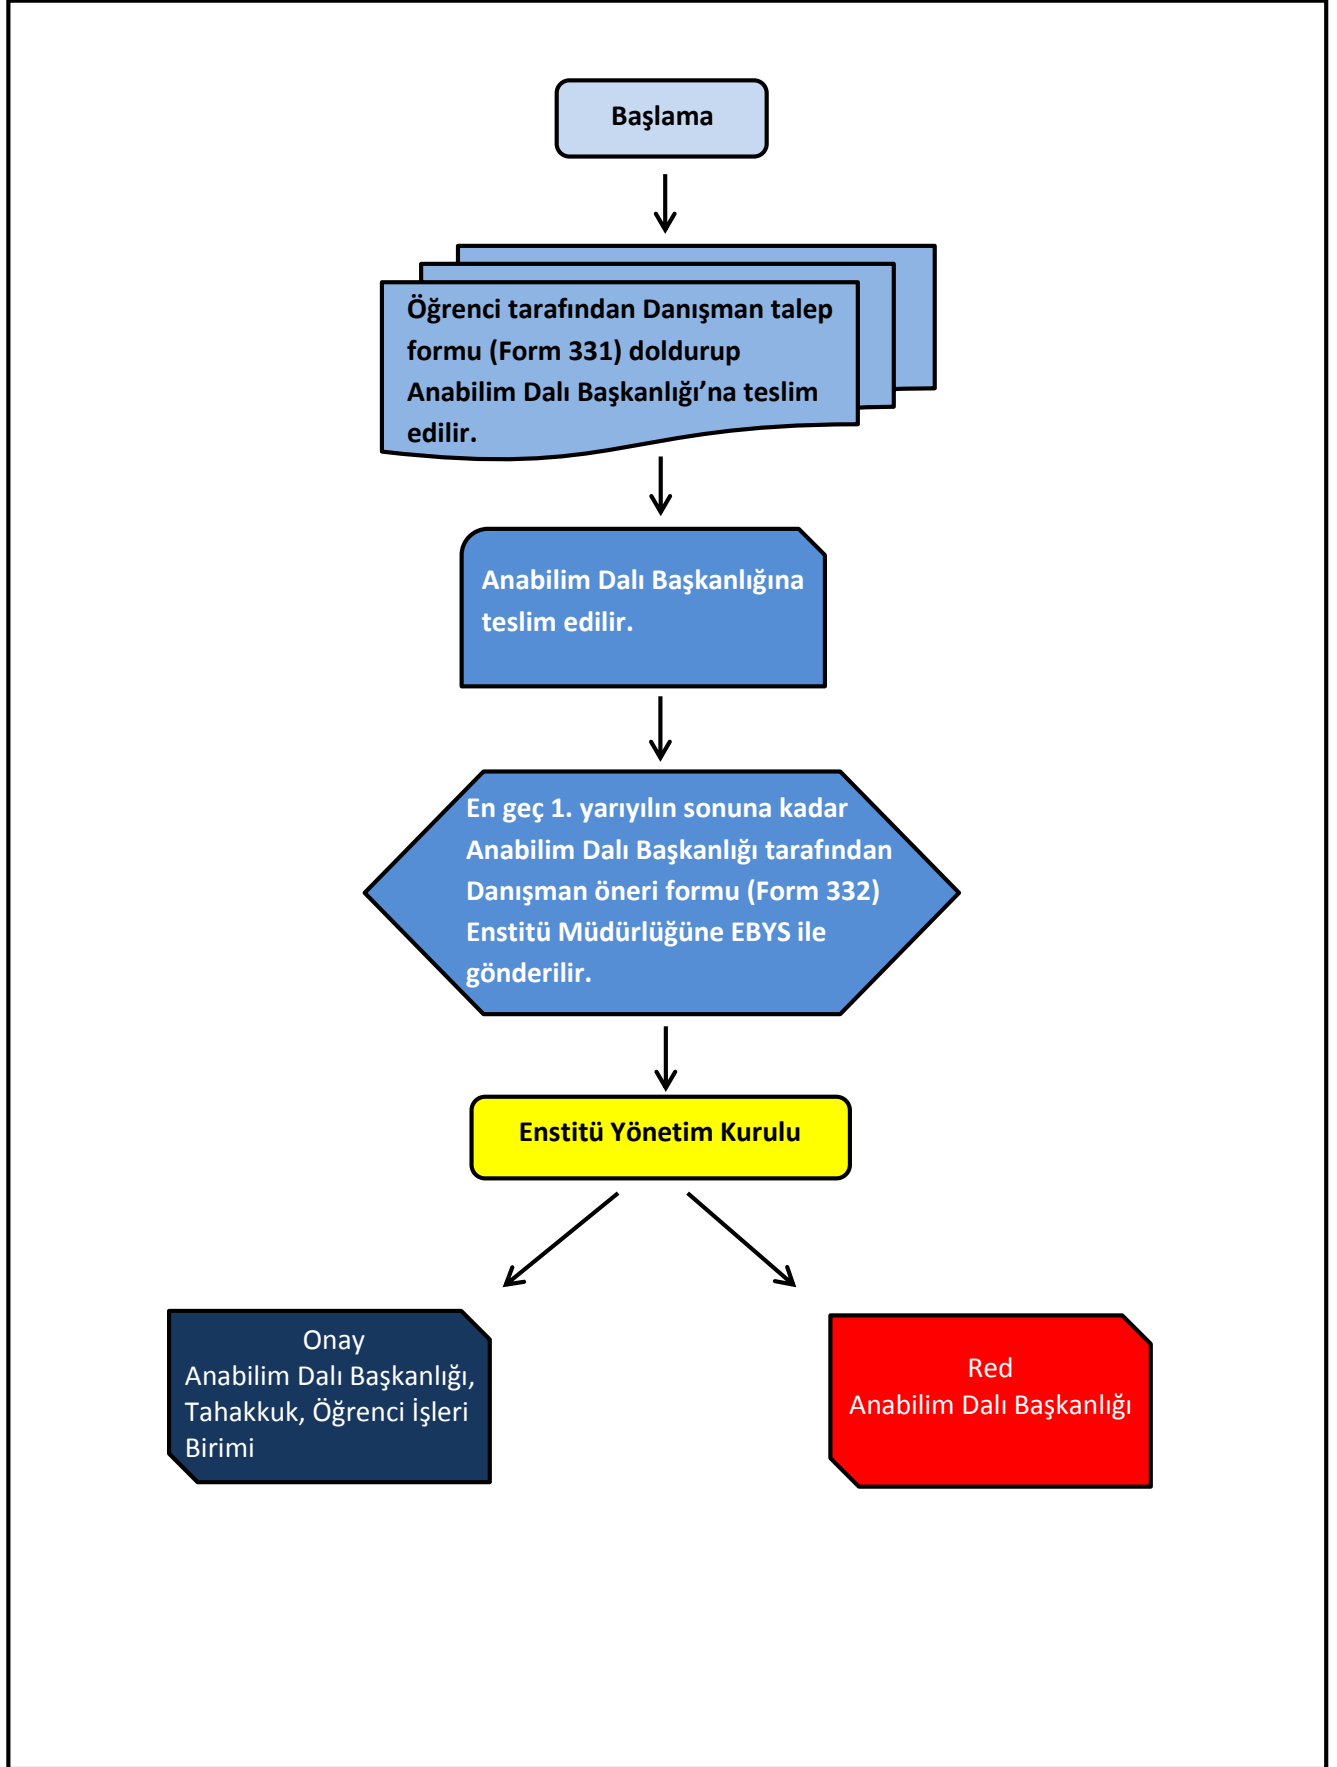 Başlama
Öğrenci tarafından Danışman talep
formu (Form 331) doldurup
Anabilim Dalı Başkanlığı’na teslim
edilir.
Anabilim Dalı Başkanlığına
teslim edilir.
En geç 1. yarıyılın sonuna kadar
Anabilim Dalı Başkanlığı tarafından
Danışman öneri formu (Form 332)
Enstitü Müdürlüğüne EBYS ile
gönderilir.
Enstitü Yönetim Kurulu
Onay
Anabilim Dalı Başkanlığı,
Tahakkuk, Öğrenci İşleri
Birimi
Red
Anabilim Dalı Başkanlığı